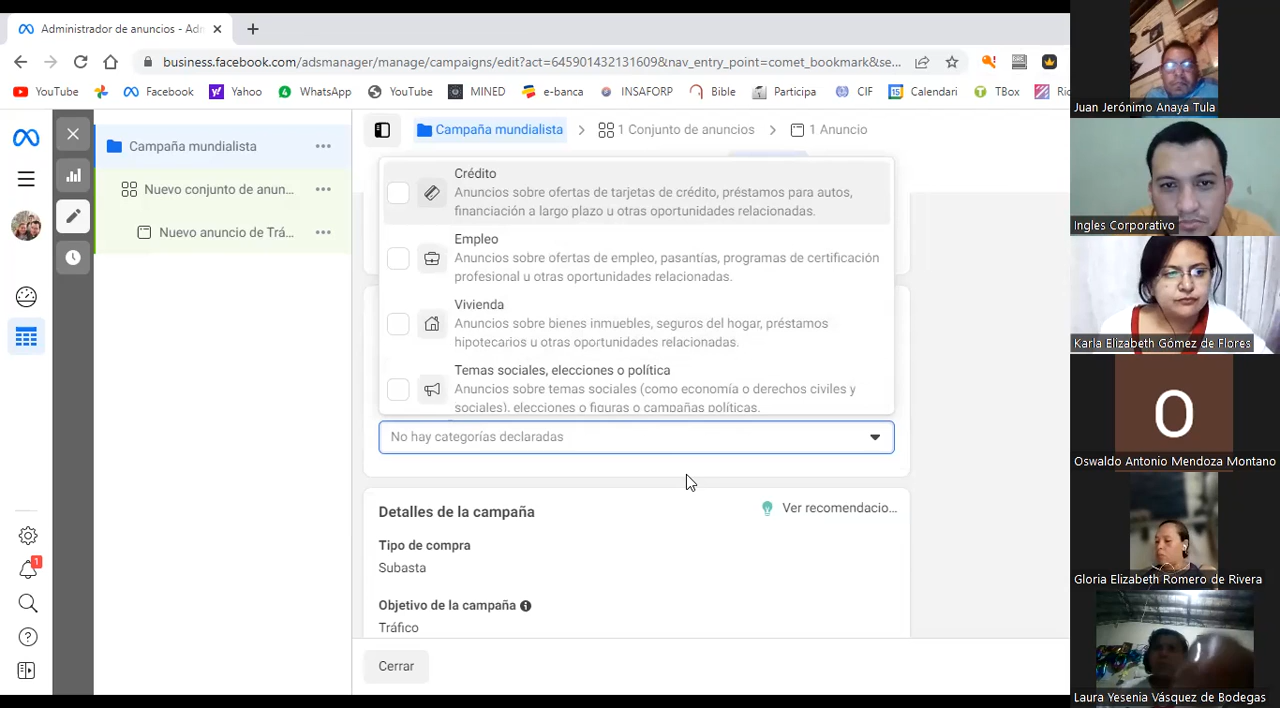 Administrador de anuncios - Adr
business.facebook.com/adsmanager/manage/campaigns/edit?act=645901432131609&nav_entry_point=comet_bookmark&se...
YouTube
Facebook
Yahoo
WhatsApp
YouTube
MINED
e-banca
INSAFORP
Bible
Participa
CIF
Calendari
TBox
Ric
Campaña mundialista
Nuevo conjunto de anun...
Nuevo anuncio de Trá...
1
Campaña mundialista
1 Conjunto de anuncios
1 Anuncio
Crédito
Anuncios sobre ofertas de tarjetas de crédito, préstamos para autos,
financiación a largo plazo u otras oportunidades relacionadas.
Empleo
Anuncios sobre ofertas de empleo, pasantías, programas de certificación
profesional u otras oportunidades relacionadas.
Vivienda
Anuncios sobre bienes inmuebles, seguros del hogar, préstamos
hipotecarios u otras oportunidades relacionadas.
Temas sociales, elecciones o política
Anuncios sobre temas sociales (como economía o derechos civiles y
sociales), elecciones o figuras o campañas políticas.
No hay categorías declaradas
Detalles de la campaña
Ver recomendacio...
Tipo de compra
Subasta
Objetivo de la campaña
Tráfico
Cerrar
Juan Jerónimo Anaya Tula
Ingles Corporativo
Karla Elizabeth Gómez de Flores
O
Oswaldo Antonio Mendoza Montano
Gloria Elizabeth Romero de Rivera
Laura Yesenia Vásquez de Bodegas